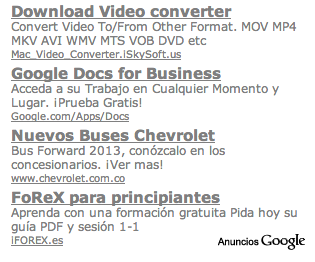 Download Video converter
Convert Video To/From Other Format. MOV MP4
MKV AVI WMV MTS VOB DVD etc
Mac_Video_Converter.iSkySoft.us
Google Docs for Business
Acceda a su Trabajo en Cualquier Momento y
Lugar. ¡Prueba Gratis!
Google.com/Apps/Docs
Nuevos Buses Chevrolet
Bus Forward 2013, conózcalo en los
concesionarios. ¡Ver mas!
www.chevrolet.com.co
FoReX para principiantes
Aprenda con una formación gratuita Pida hoy su
guía PDF y sesión 1-1
iFOREX.es
Anuncios Google